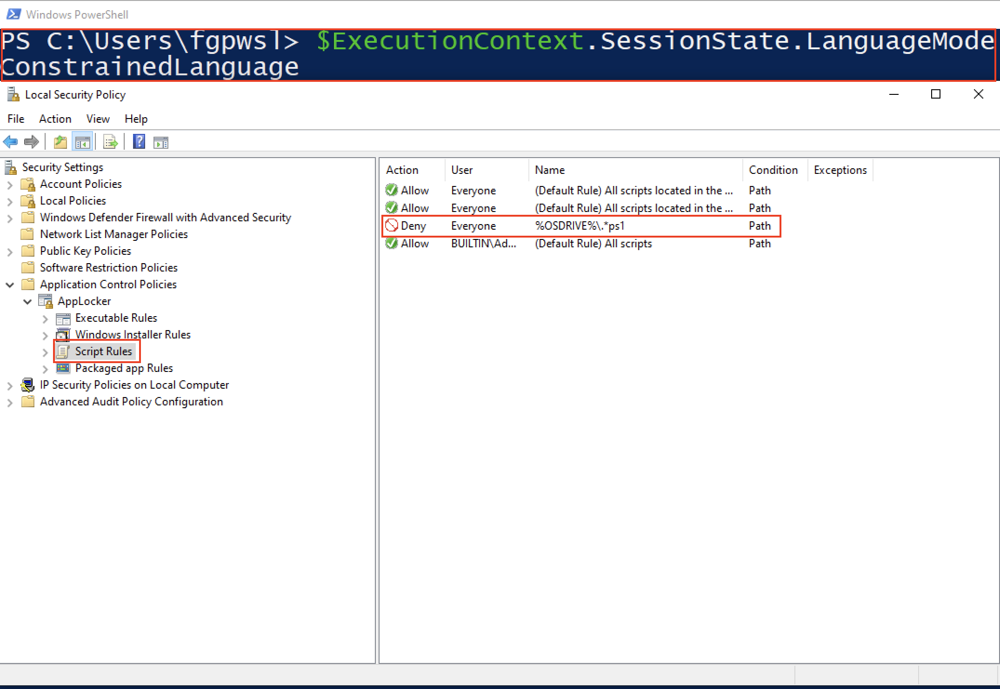 Windows PowerShell
PS C:\Users\fgpwsl> $ExecutionContext.SessionState.LanguageMode
ConstrainedLanguage
Local Security Policy
File Action View Help
Security Settings
Account Policies
Local Policies
Windows Defender Firewall with Advanced Security
Network List Manager Policies
Public Key Policies
Software Restriction Policies
Application Control Policies
AppLocker
Executable Rules
Windows Installer Rules
Script Rules
Packaged app Rules
IP Security Policies on Local Computer
Advanced Audit Policy Configuration
Action User Name Condition Exceptions
Allow Everyone (Default Rule) All scripts located in the ... Path
Allow Everyone (Default Rule) All scripts located in the ... Path
Deny Everyone %OSDRIVE%\.*ps1 Path
Allow BUILTIN\Ad... (Default Rule) All scripts Path